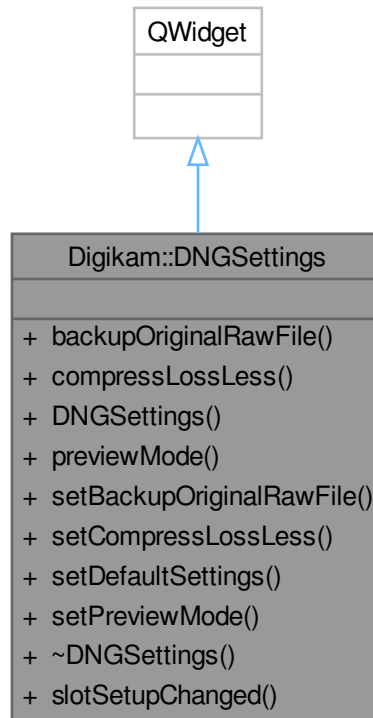 QWidget
Digikam::DNGSettings
+ backupOriginalRawFile()
+ compressLossLess()
+ DNGSettings()
+ previewMode()
+ setBackupOriginalRawFile()
+ setCompressLossLess()
+ setDefaultSettings()
+ setPreviewMode()
+ ~DNGSettings()
+ slotSetupChanged()